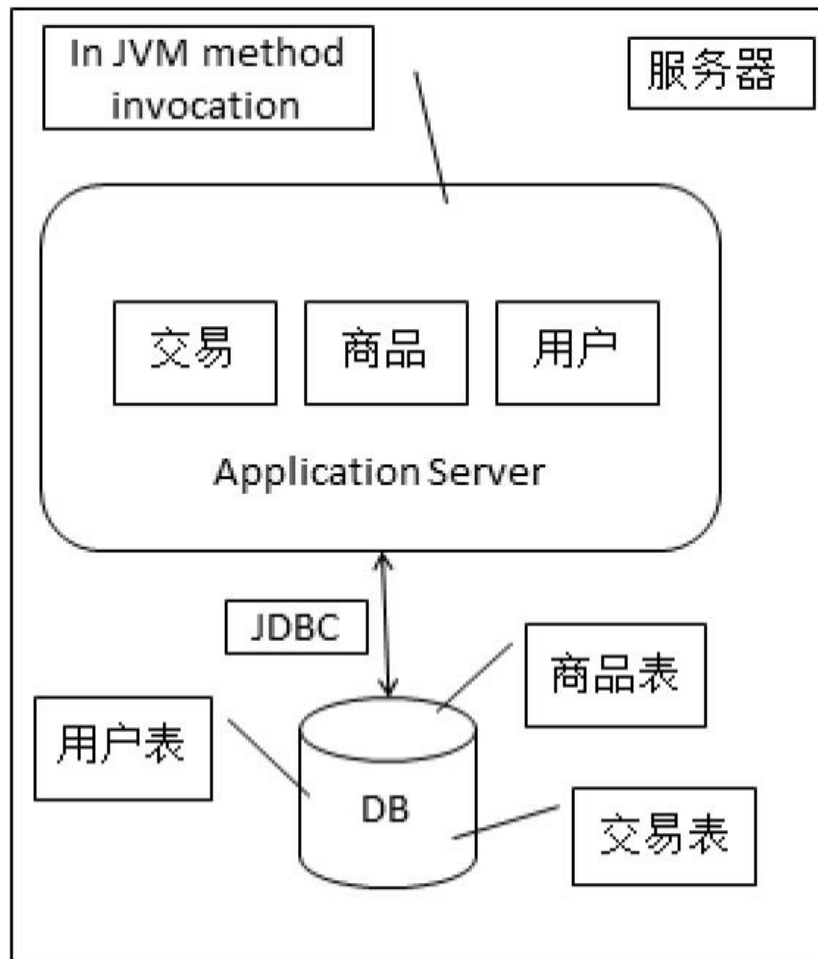 In JVM method
invocation
服务器
交易
商品
用户
Application Server
JDBC
商品表
用户表
DB
交易表